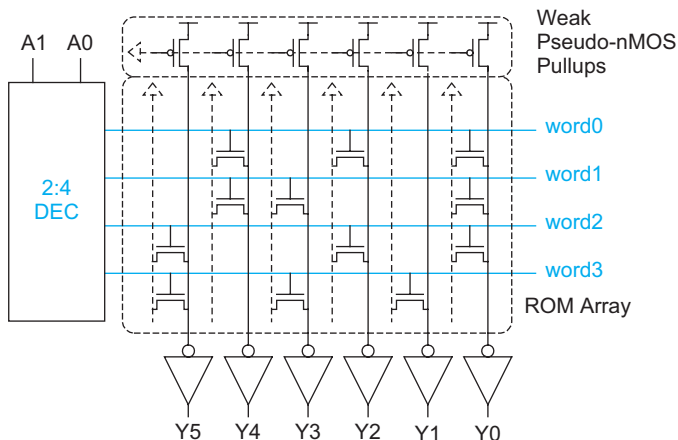 Weak
Pseudo-nMOS
Pullups
A1 A0
word0
word1
2:4
DEC
word2
word3
ROM Array
Y5 Y4 Y3 Y2 Y1 Y0